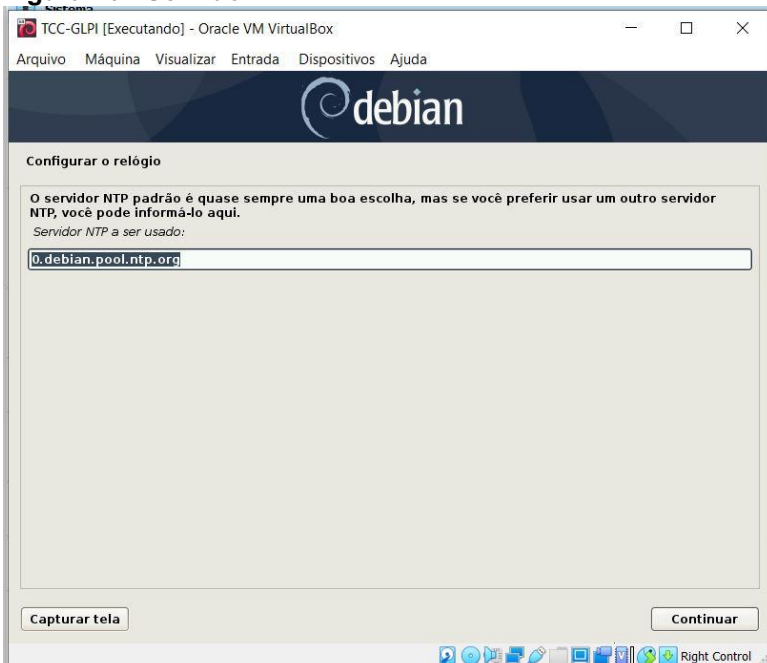 Sistema
TCC-GLPI [Executando] - Oracle VM VirtualBox
Arquivo Máquina Visualizar Entrada Dispositivos Ajuda
debian
Configurar o relógio
O servidor NTP padrão é quase sempre uma boa escolha, mas se você preferir usar um outro servidor
NTP, você pode informá-lo aqui.
Servidor NTP a ser usado:
0.debian.pool.ntp.org
Capturar tela Continuar
Right Control